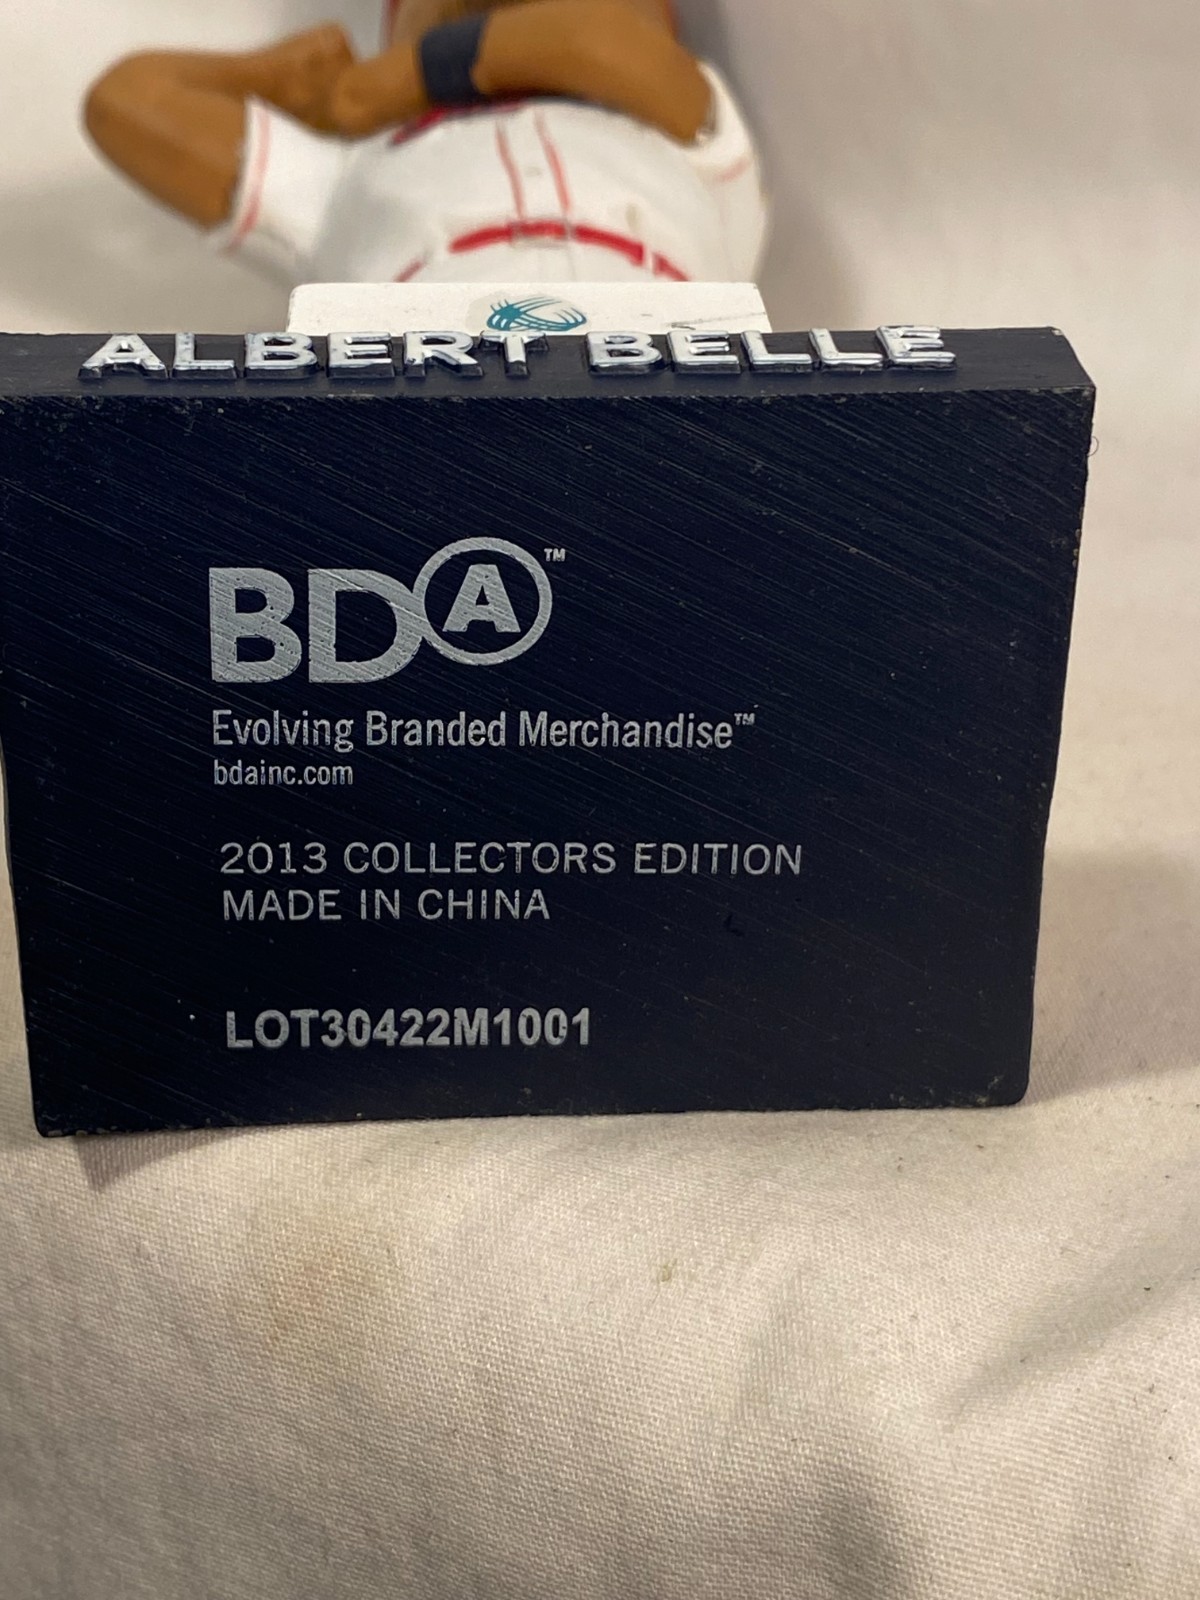 ALBERT BELLE
BDA™
Evolving Branded Merchandise™
bdainc.com
2013 COLLECTORS EDITION
MADE IN CHINA
LOT30422M1001